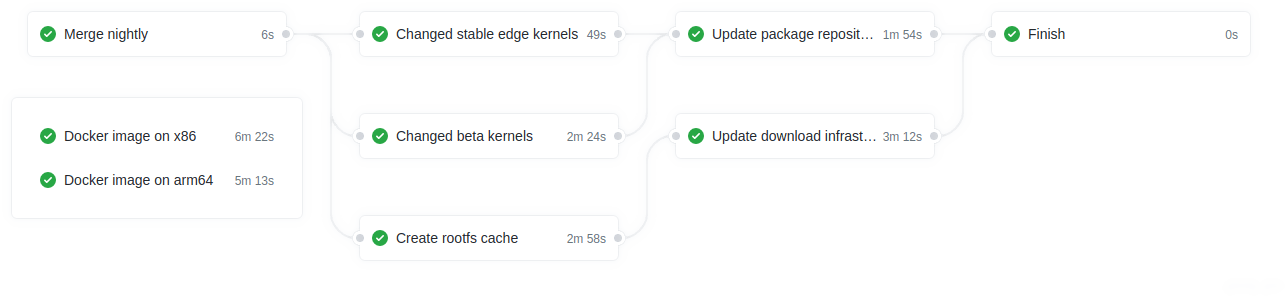 Merge nightly 6s
Changed stable edge kernels 49s
Update package reposit... 1m 54s
Finish 0s
Docker image on x86 6m 22s
Changed beta kernels 2m 24s
Update download infrast... 3m 12s
Docker image on arm64 5m 13s
Create rootfs cache 2m 58s